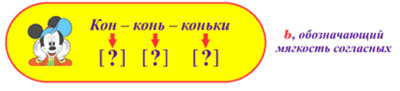 Кон – конь – коньки
[?] [?] [?]
Ь, обозначающий
мягкость согласных